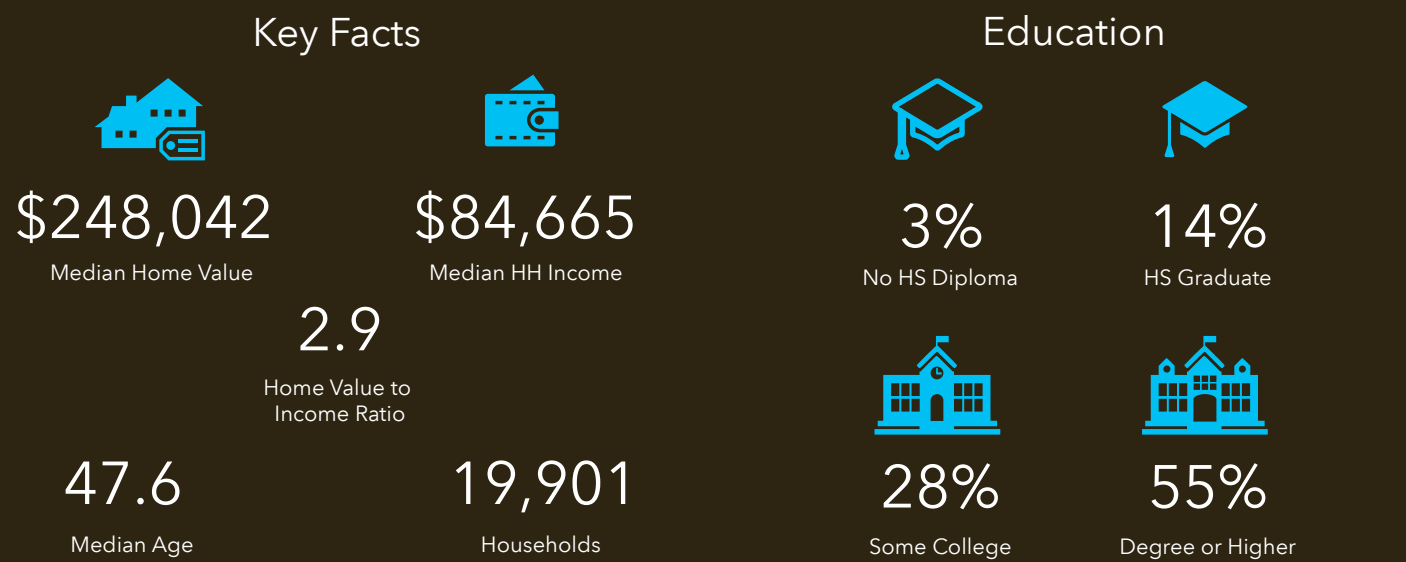 Key Facts
$248,042
Median Home Value
$84,665
Median HH Income
2.9
Home Value to
Income Ratio
47.6
Median Age
19,901
Households
Education
3%
No HS Diploma
14%
HS Graduate
28%
Some College
55%
Degree or Higher